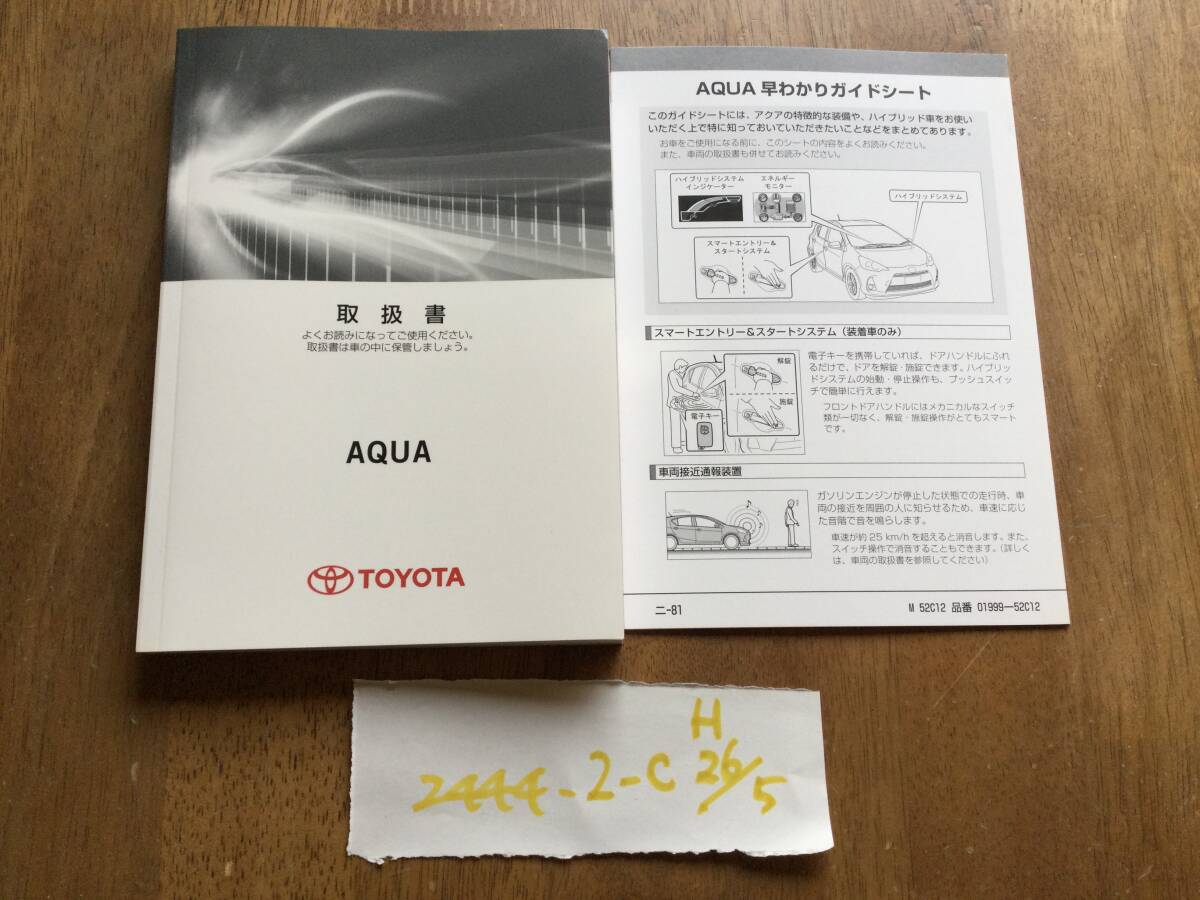 取扱書
よくお読みになってご使用ください。
取扱書は車の中に保管しましょう。
AQUA
TOYOTA
AQUA 早わかりガイドシート
このガイドシートには、アクアの特徴的な装備や、ハイブリッド車をお使い
いただく上で特に知っておいていただきたいことなどをまとめてあります。
お車をご使用になる前に、このシートの内容をよくお読みください。
また、車両の取扱書も併せてお読みください。
ハイブリッドシステム
インジケーター
エネルギー
モニター
ハイブリッドシステム
スマートエントリー&
スタートシステム
スマートエントリー&スタートシステム（装着車のみ）
解錠
施錠
電子キー
電子キーを携帯していれば、ドアハンドルにふれ
るだけで、ドアを解錠・施錠できます。ハイブリッ
ドシステムの始動・停止操作も、プッシュスイッ
チで簡単に行えます。
フロントドアハンドルにはメカニカルなスイッチ
類が一切なく、解錠・施錠操作がとてもスマート
です。
車両接近通報装置
ガソリンエンジンが停止した状態での走行時、車
両の接近を周囲の人に知らせるため、車速に応じ
た音階で音を鳴らします。
車速が約 25 km/h を超えると消音します。また、
スイッチ操作で消音することもできます。（詳しく
は、車両の取扱書を参照してください）
ニ-81
M 52C12 品番 01999—52C12
H
2444-2-C 26/5